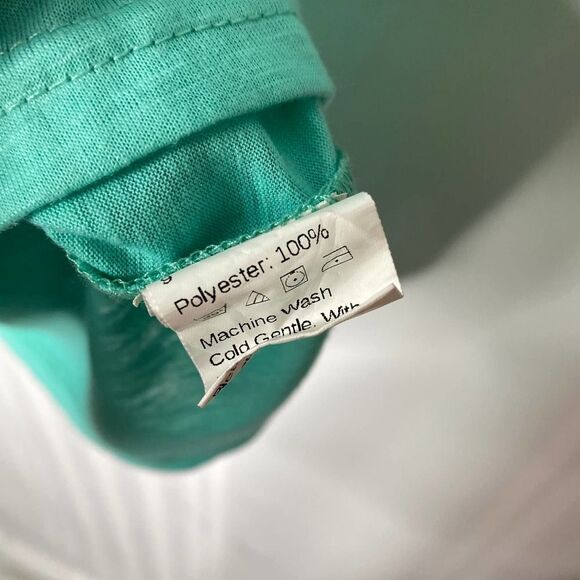 Polyester: 100%
Machine Wash
Cold Gentle. With